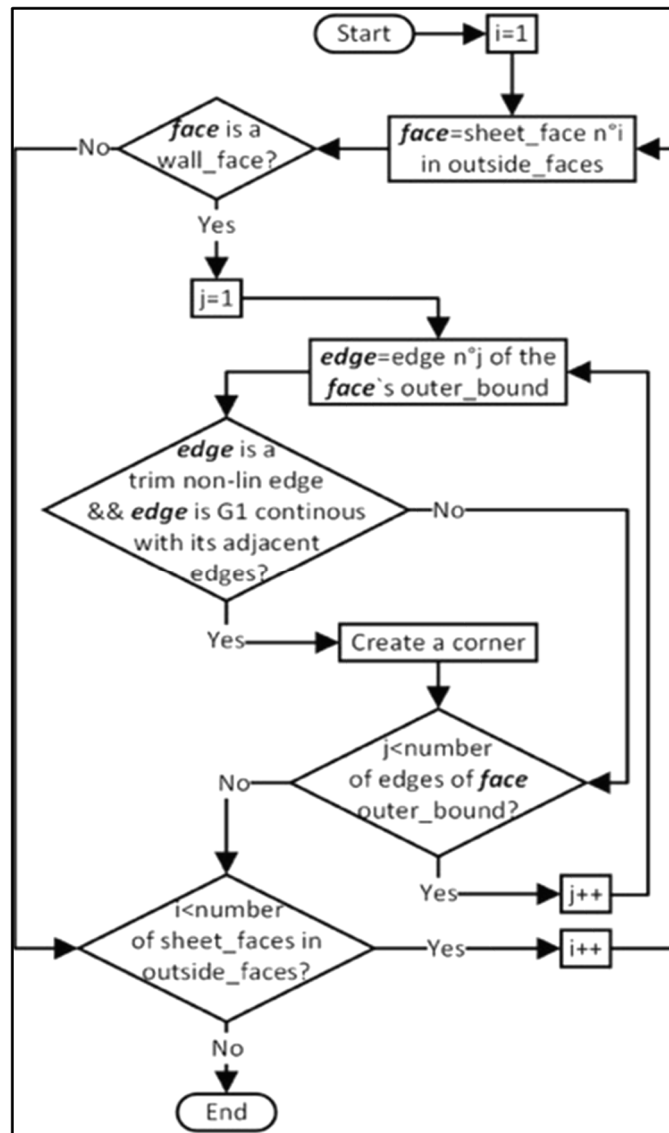 Start
i=1
face=sheet_face n°i
in outside_faces
face is a
wall_face?
No
Yes
j=1
edge=edge n°j of the
face`s outer_bound
edge is a
trim non-lin edge
&& edge is G1 continous
with its adjacent
edges?
No
Yes
Create a corner
j<number
of edges of face
outer_bound?
No
Yes
j++
i<number
of sheet_faces in
outside_faces?
Yes
i++
No
End